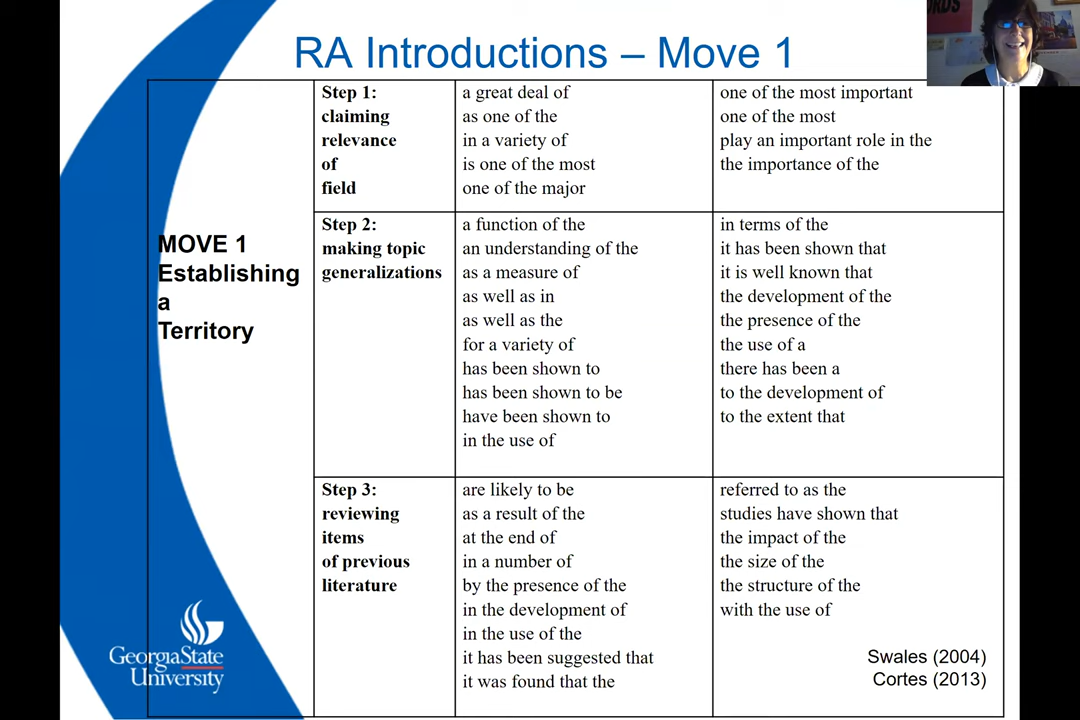 RA Introductions – Move 1
ORDS
MOVE 1
Establishing
a
Territory
Step 1:
claiming
relevance
of
field
a great deal of
as one of the
in a variety of
is one of the most
one of the major
one of the most important
one of the most
play an important role in the
the importance of the
Step 2:
making topic
generalizations
a function of the
an understanding of the
as a measure of
as well as in
as well as the
for a variety of
has been shown to
has been shown to be
have been shown to
in the use of
in terms of the
it has been shown that
it is well known that
the development of the
the presence of the
the use of a
there has been a
to the development of
to the extent that
Step 3:
reviewing
items
of previous
literature
are likely to be
as a result of the
at the end of
in a number of
by the presence of the
in the development of
in the use of the
it has been suggested that
it was found that the
referred to as the
studies have shown that
the impact of the
the size of the
the structure of the
with the use of
Swales (2004)
Cortes (2013)
GeorgiaState
University